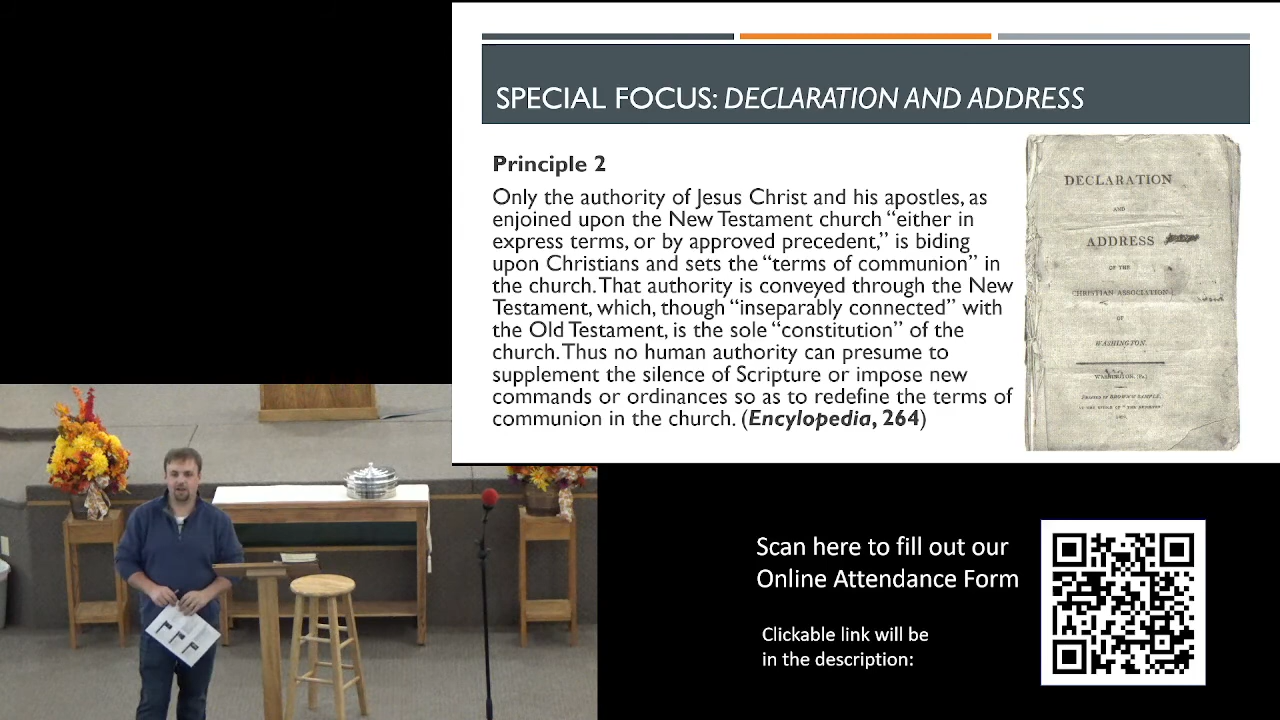 SPECIAL FOCUS: DECLARATION AND ADDRESS
Principle 2
Only the authority of Jesus Christ and his apostles, as
enjoined upon the New Testament church “either in
express terms, or by approved precedent,” is biding
upon Christians and sets the “terms of communion” in
the church. That authority is conveyed through the New
Testament, which, though “inseparably connected” with
the Old Testament, is the sole “constitution” of the
church. Thus no human authority can presume to
supplement the silence of Scripture or impose new
commands or ordinances so as to redefine the terms of
communion in the church. (Encylopedia, 264)
DECLARATION
AND
ADDRESS
OF THE
CHRISTIAN ASSOCIATION
OF
WASHINGTON.
Scan here to fill out our
Online Attendance Form
Clickable link will be
in the description: